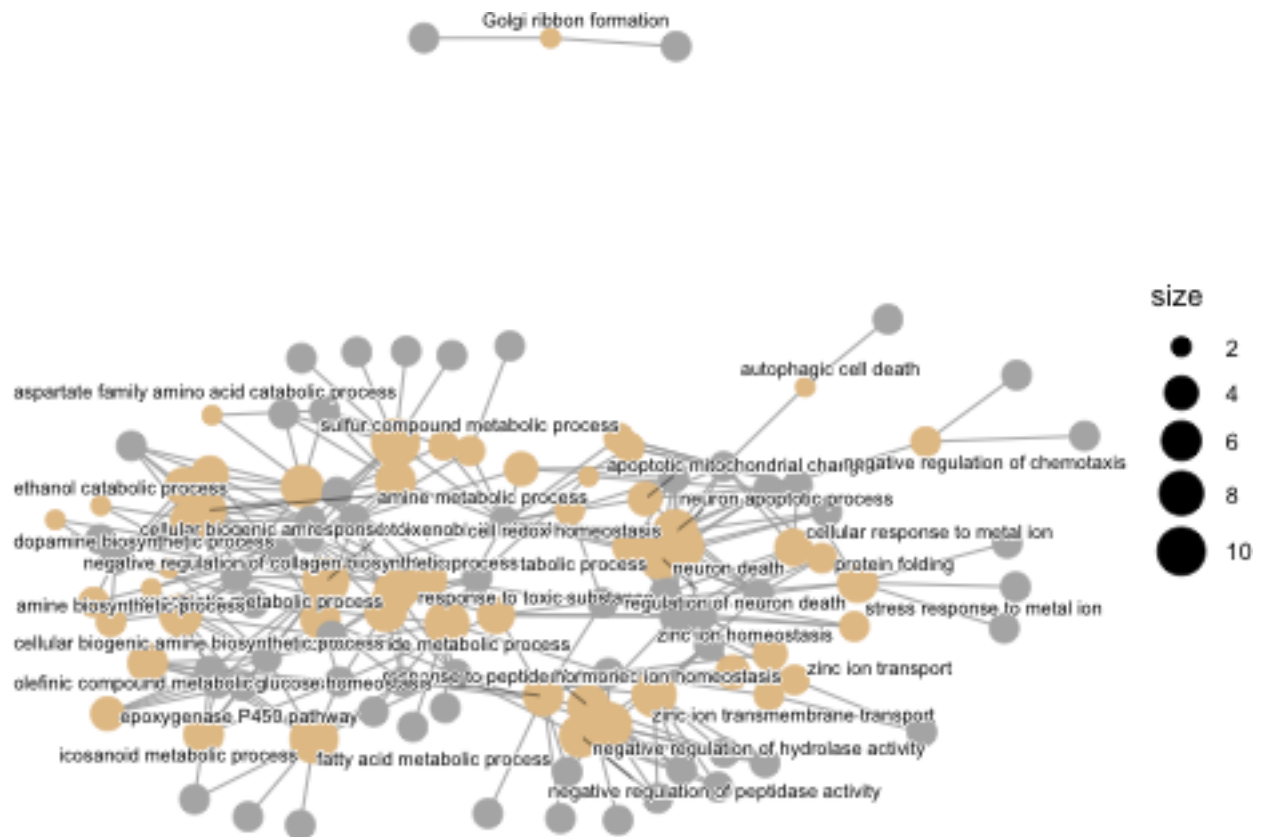 Golgi ribbon formation
size
2
autophagic cell death
aspartate family amino acid catabolic process
4
sulfur compound metabolic process
6
apoptotic mitochondrial
negative regulation of chemotaxis
ethanol catabolic process
8
amine metabolic process
neuron apoptotic process
cellular biogenic
cell redox homeostasis
cellular response to metal ion
dopamine biosynthetic process
10
negative regulation of collagen biosynthetic process
process
neuron death
protein folding
amine biosynthetic process
metabolic process
response to toxic
regulation of neuron death
stress response to metal ion
zinc ion homeostasis
cellular biogenic amine biosynthetic process
metabolic process
zinc ion transport
olefinic compound metabolic
glucose homeostasis
to peptide
ion homeostasis
epoxygenase P450 pathway
zinc ion transmembrane transport
icosanoid metabolic process
fatty acid metabolic process
negative regulation of hydrolase activity
negative regulation of peptidase activity